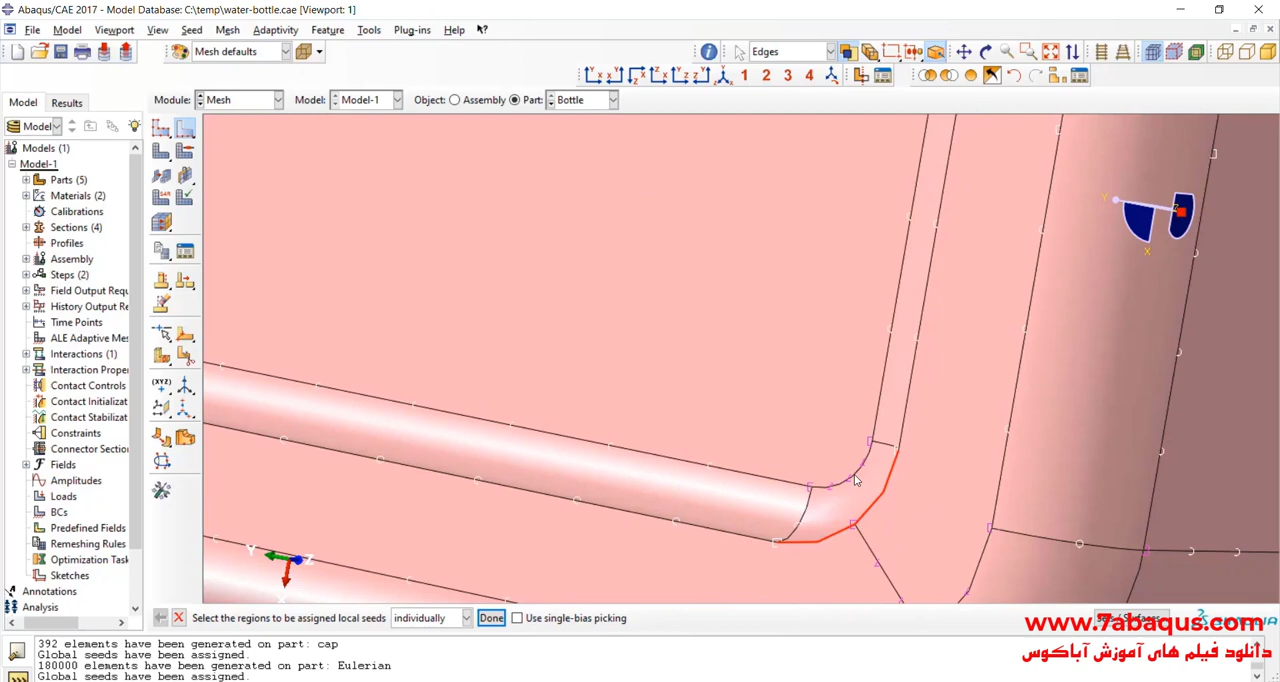 Abaqus/CAE 2017 - Model Database: C:\temp\water-bottle.cae [Viewport: 1]
File Model Viewport View Seed Mesh Adaptivity Feature Tools Plug-ins Help
Mesh defaults Edges
1 2 3 4
Model Results Module: Mesh Model: Model-1 Object: Assembly Part: Bottle
Model
Models (1)
Model-1
Parts (5)
Materials (2)
Calibrations
Sections (4)
Profiles
Assembly
Steps (2)
Field Output Requ
History Output Re
Time Points
ALE Adaptive Mes
Interactions (1)
Interaction Proper
Contact Controls
Contact Initializat
Contact Stabilizat
Constraints
Connector Section
Fields
Amplitudes
Loads
BCs
Predefined Fields
Remeshing Rules
Optimization Task
Sketches
Annotations
Analysis
Y Z X
Y Z X
Select the regions to be assigned local seeds individually Done Use single-bias picking
www.7abaqus.com
دانلود فیلم های آموزش آباکوس
392 elements have been generated on part: cap
Global seeds have been assigned.
180000 elements have been generated on part: Eulerian
Global seeds have been assigned.